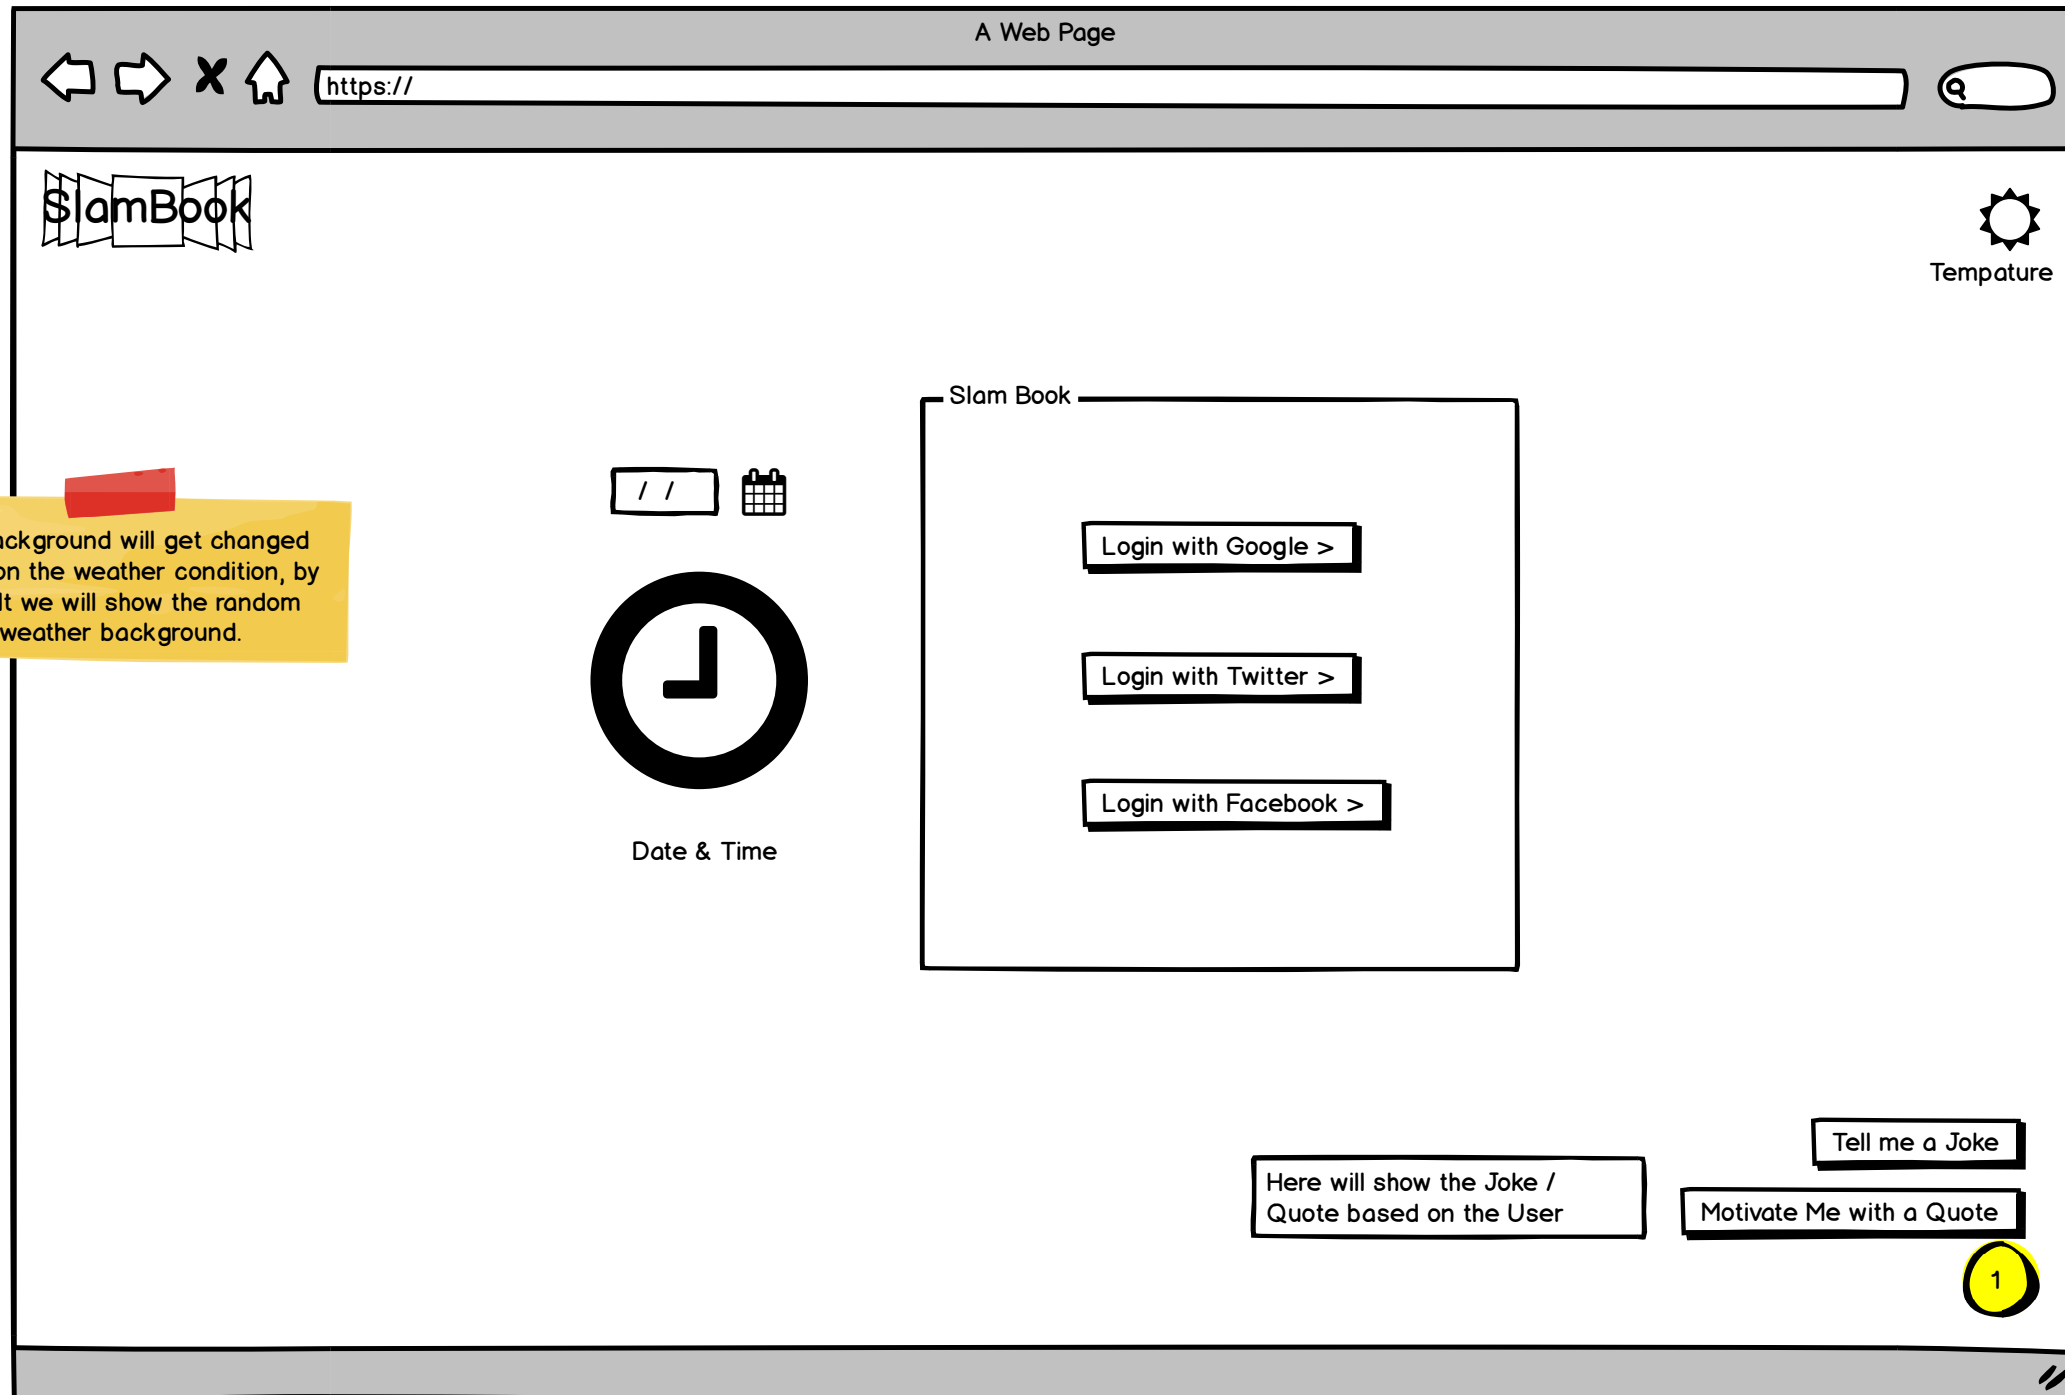 A Web Page
https://
SlamBook
Tempature
Slam Book
/ /
ackground will get changed
on the weather condition, by
lt we will show the random
weather background.
Login with Google >
Login with Twitter >
Login with Facebook >
Date & Time
Tell me a Joke
Here will show the Joke /
Quote based on the User
Motivate Me with a Quote
1